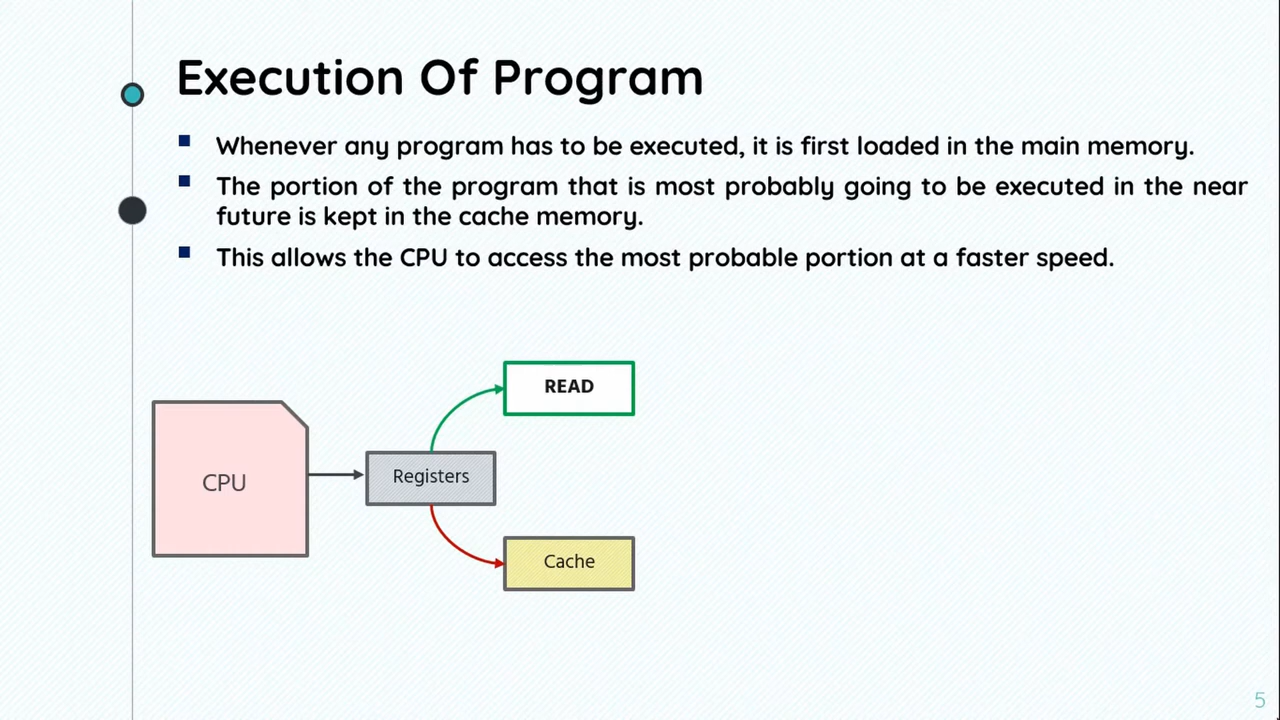 Execution Of Program
Whenever any program has to be executed, it is first loaded in the main memory.
The portion of the program that is most probably going to be executed in the near
future is kept in the cache memory.
This allows the CPU to access the most probable portion at a faster speed.
READ
CPU
Registers
Cache
5